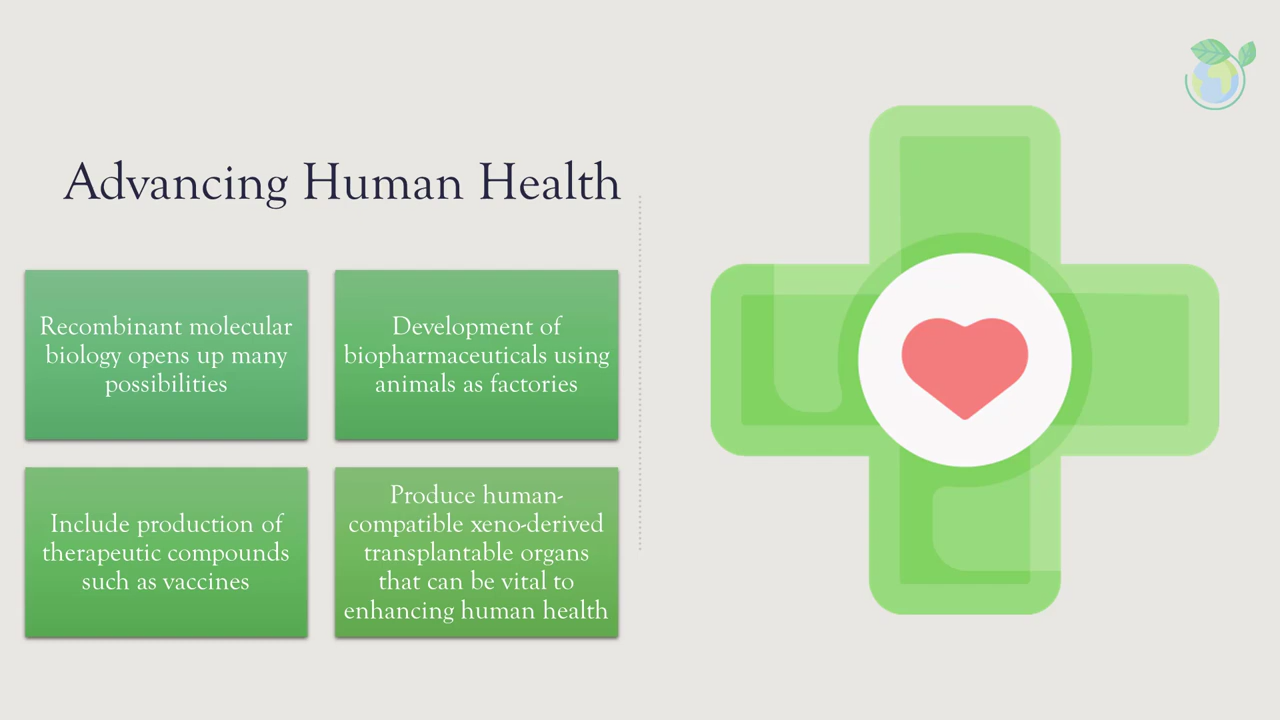 Advancing Human Health
Recombinant molecular
biology opens up many
possibilities
Development of
biopharmaceuticals using
animals as factories
Include production of
therapeutic compounds
such as vaccines
Produce human-
compatible xeno-derived
transplantable organs
that can be vital to
enhancing human health